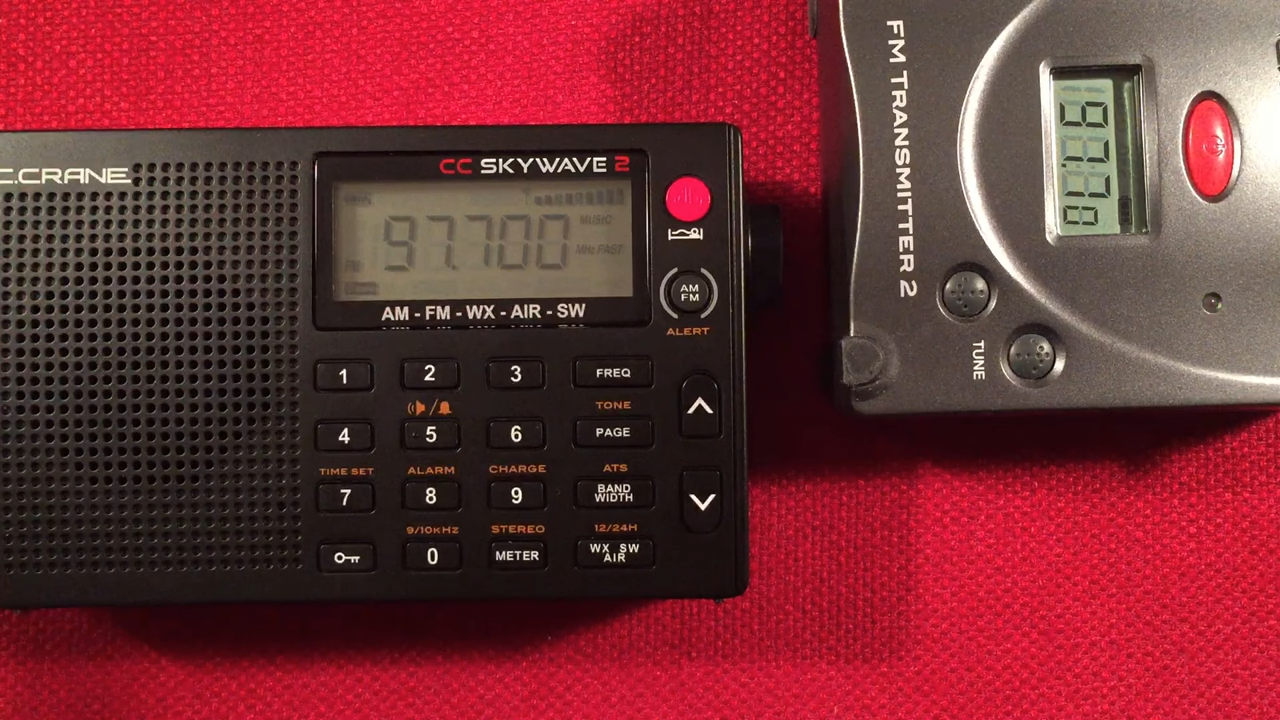 C.CRANE
CC SKYWAVE 2
97.700
MUSIC
MHz FAST
FM
AM - FM - WX - AIR - SW
AM
FM
ALERT
1
2
3
FREQ
TONE
4
5
6
PAGE
TIME SET
ALARM
CHARGE
ATS
7
8
9
BAND
WIDTH
9/10kHz
STEREO
12/24H
0
METER
WX SW
AIR
FM TRANSMITTER 2
TUNE